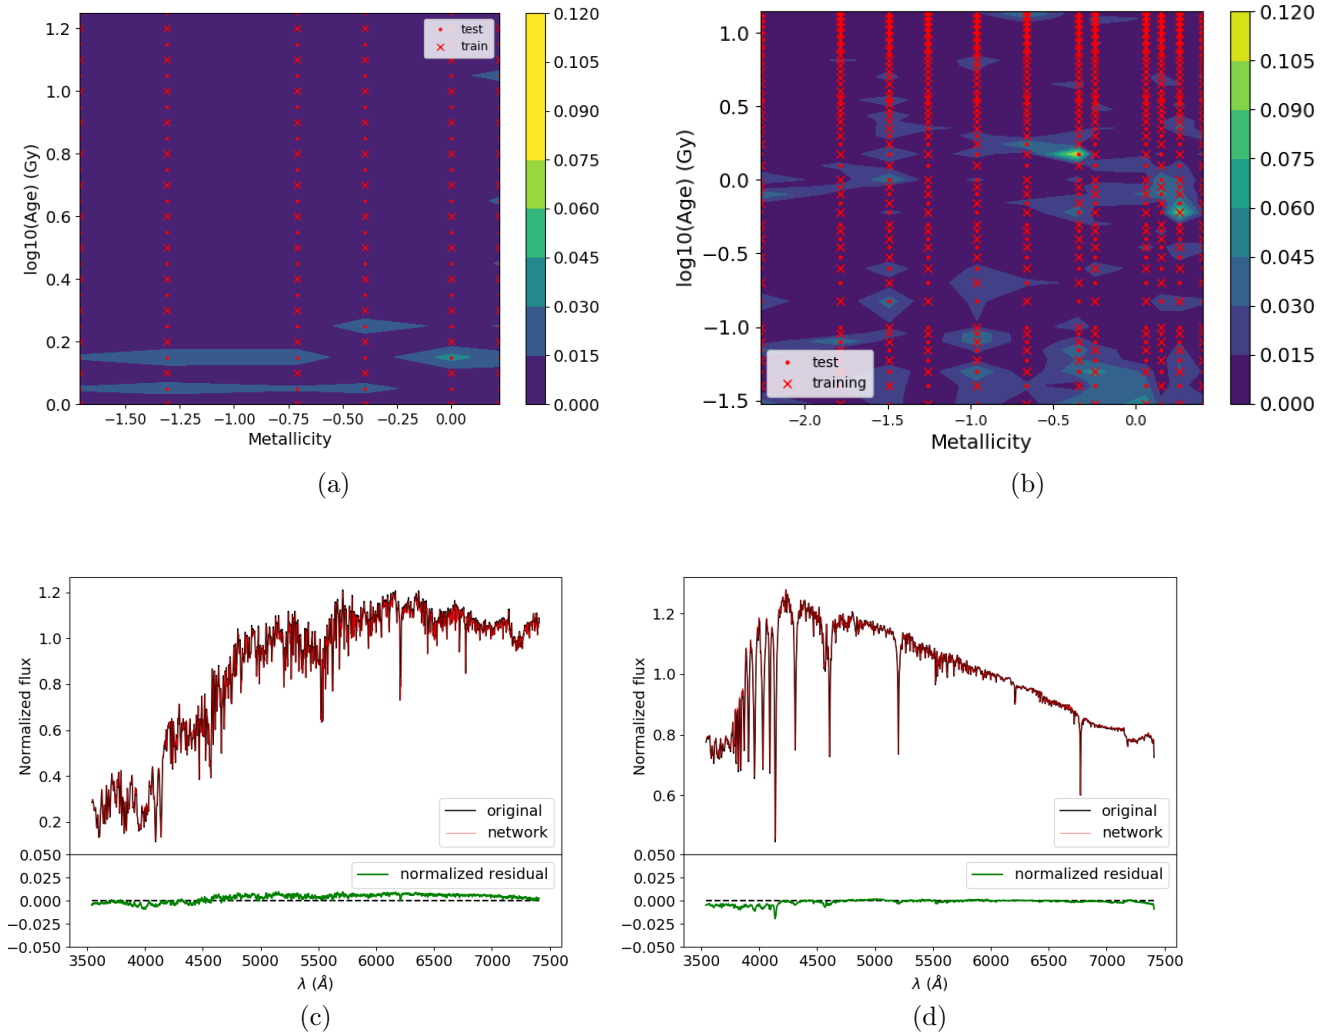 0.120
0.105
0.075
0.060
0.045
0.030
0.015
0.000
test
train
1.2
1.0
0.8
0.6
0.4
0.2
0.0
log10(Age) (Gy)
−1.50 −1.25 −1.00 −0.75 −0.50 −0.25 0.00
Metallicity
(a)
0.120
0.105
0.090
0.075
0.060
0.045
0.030
0.015
0.000
1.0
0.5
0.0
−0.5
−1.0
−1.5
log10(Age) (Gy)
test
training
−2.0 −1.5 −1.0 −0.5 0.0
Metallicity
(b)
1.2
1.0
0.8
0.6
0.4
0.2
Normalized flux
original
network
0.050
0.025
0.000
−0.025
−0.050
normalized residual
3500 4000 4500 5000 5500 6000 6500 7000 7500
λ (Å)
(c)
1.2
1.0
0.8
0.6
Normalized flux
original
network
0.050
0.025
0.000
−0.025
−0.050
normalized residual
3500 4000 4500 5000 5500 6000 6500 7000 7500
λ (Å)
(d)